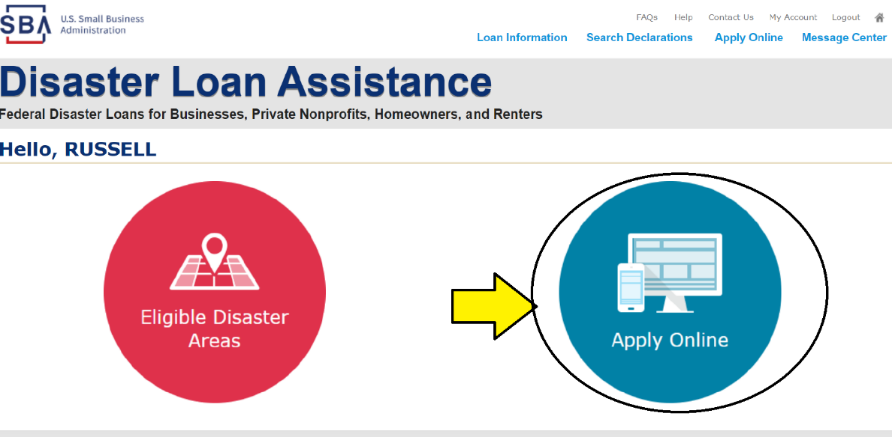 SBA
U.S. Small Business
Administration
FAQs Help Contact Us My Account Logout
Loan Information Search Declarations Apply Online Message Center
Disaster Loan Assistance
Federal Disaster Loans for Businesses, Private Nonprofits, Homeowners, and Renters
Hello, RUSSELL
Eligible Disaster
Areas
Apply Online